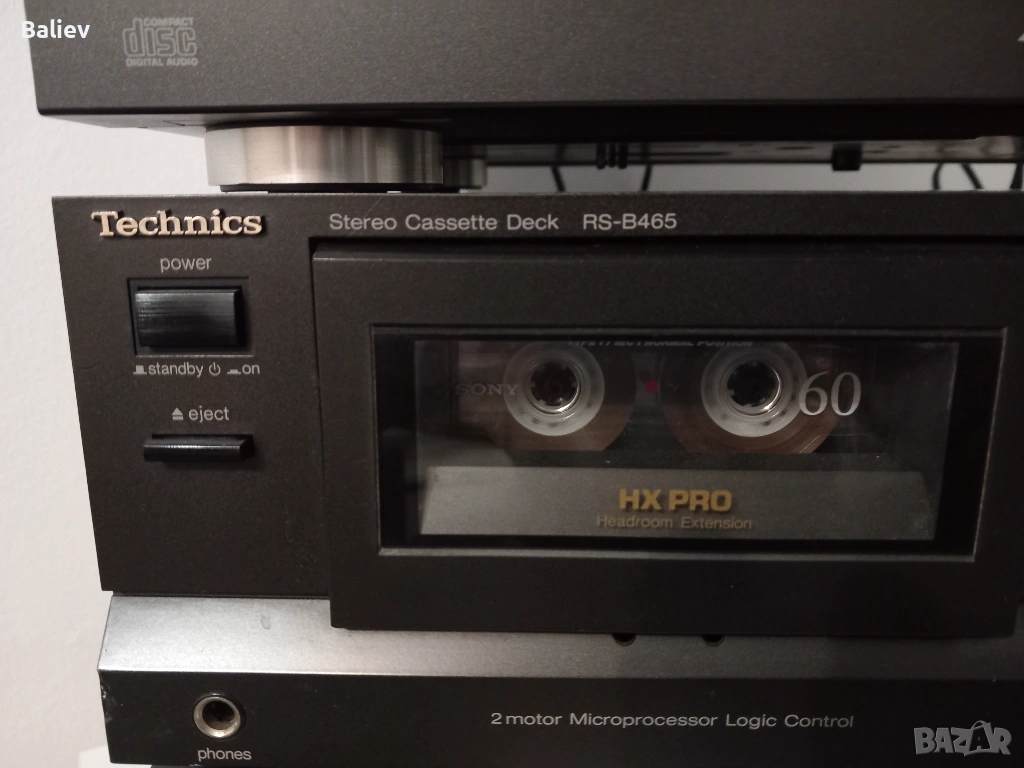 Baliev
COMPACT
disc
DIGITAL AUDIO
Technics
Stereo Cassette Deck RS-B465
power
standby on
eject
SONY
60
HX PRO
Headroom Extension
2 motor Microprocessor Logic Control
phones
BAZAR